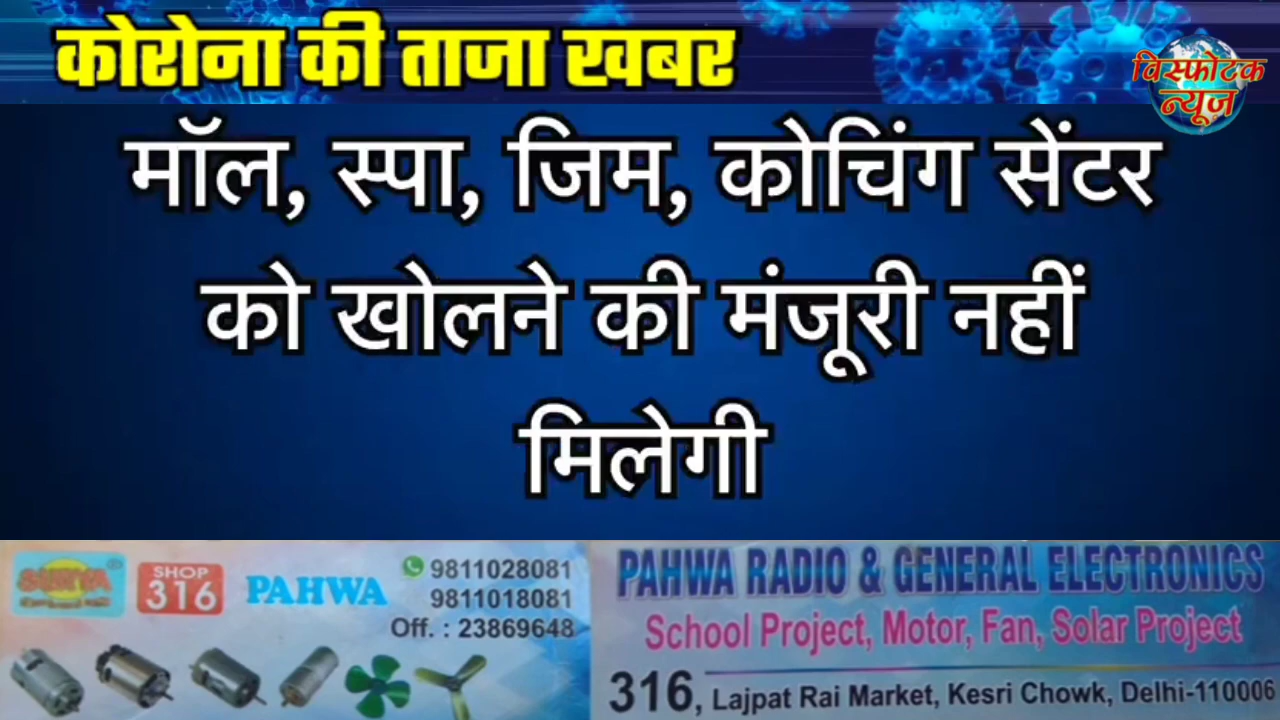 कोरोना की ताजा खबर
विस्फोटक
न्यूज़
मॉल, स्पा, जिम, कोचिंग सेंटर
को खोलने की मंजूरी नहीं
मिलेगी
SHOP
316
PAHWA
9811028081
9811018081
Off. : 23869648
PAHWA RADIO & GENERAL ELECTRONICS
School Project, Motor, Fan, Solar Project
316, Lajpat Rai Market, Kesri Chowk, Delhi-110006